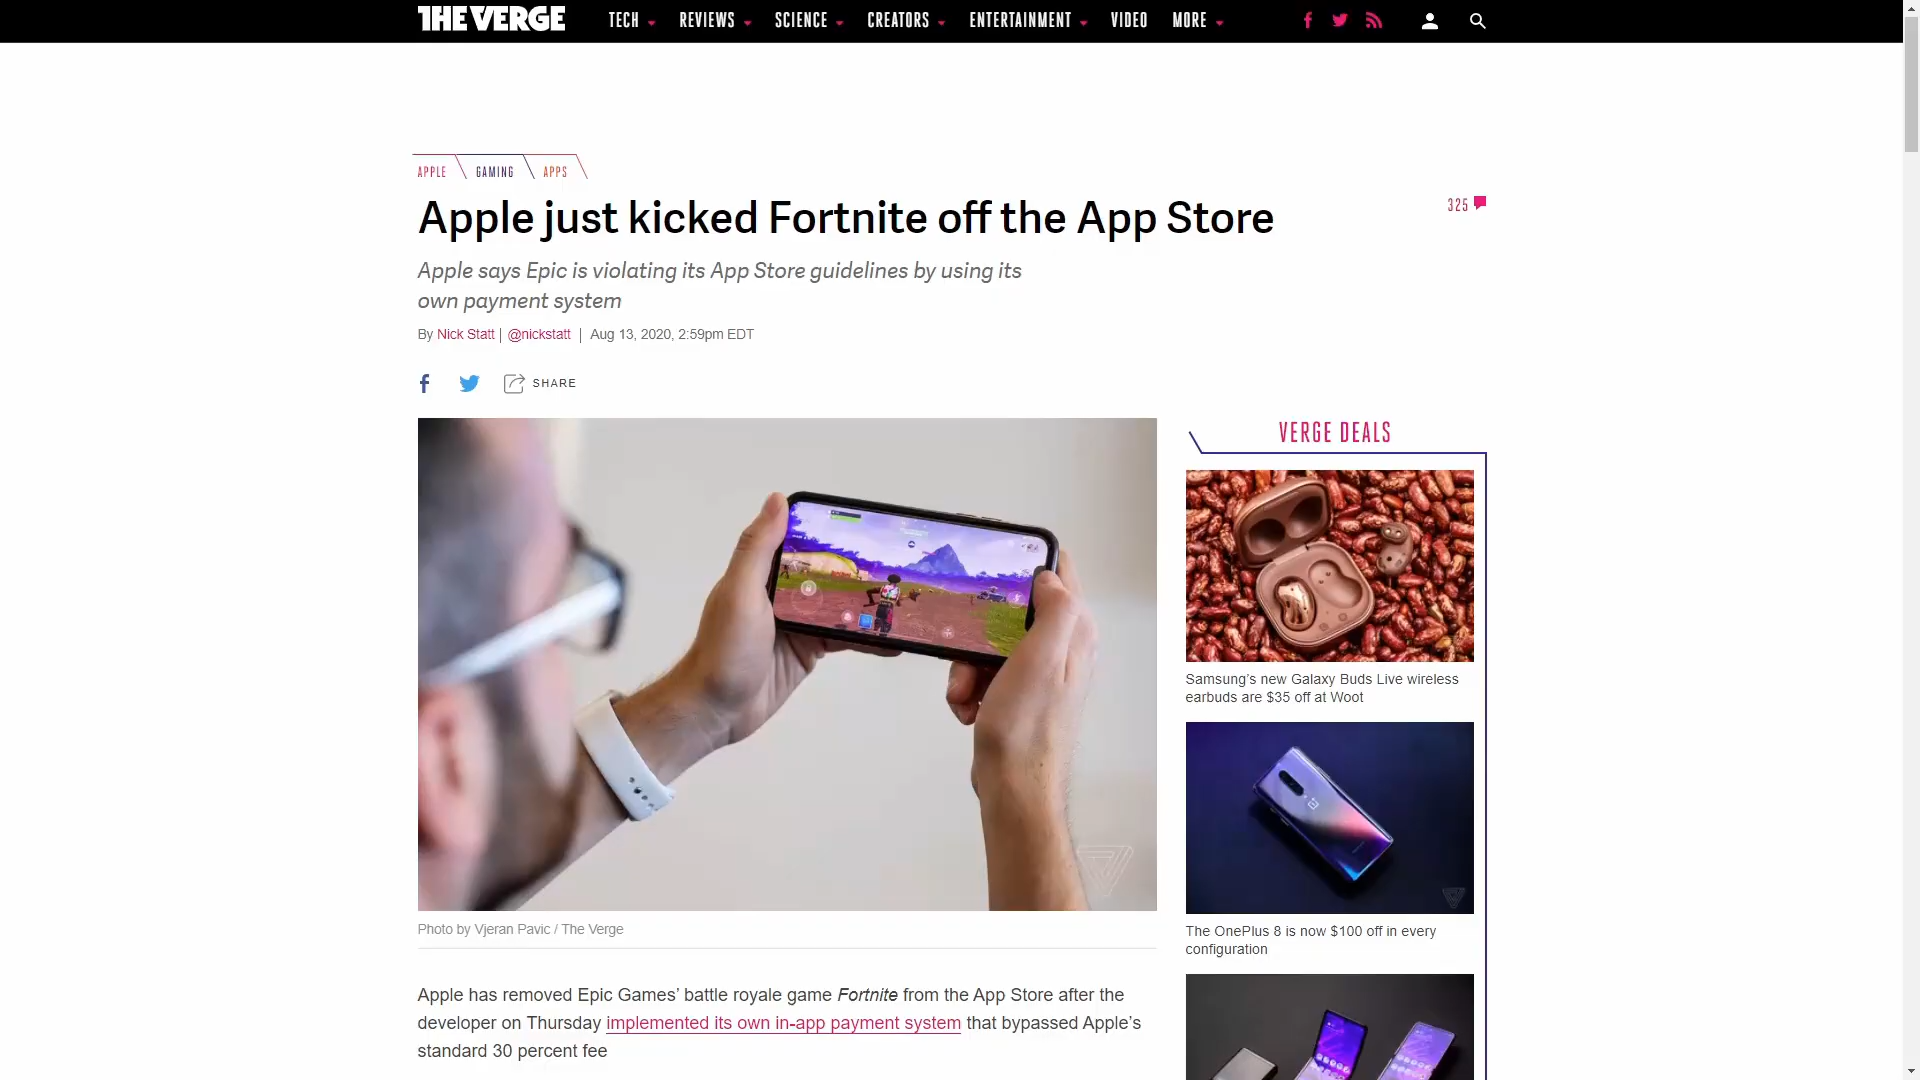 THE VERGE
TECH REVIEWS SCIENCE CREATORS ENTERTAINMENT VIDEO MORE
APPLE GAMING APPS
Apple just kicked Fortnite off the App Store
325
Apple says Epic is violating its App Store guidelines by using its
own payment system
By Nick Statt | @nickstatt | Aug 13, 2020, 2:59pm EDT
SHARE
VERGE DEALS
Samsung's new Galaxy Buds Live wireless
earbuds are $35 off at Woot
The OnePlus 8 is now $100 off in every
configuration
Photo by Vjeran Pavic / The Verge
Apple has removed Epic Games’ battle royale game Fortnite from the App Store after the
developer on Thursday implemented its own in-app payment system that bypassed Apple’s
standard 30 percent fee